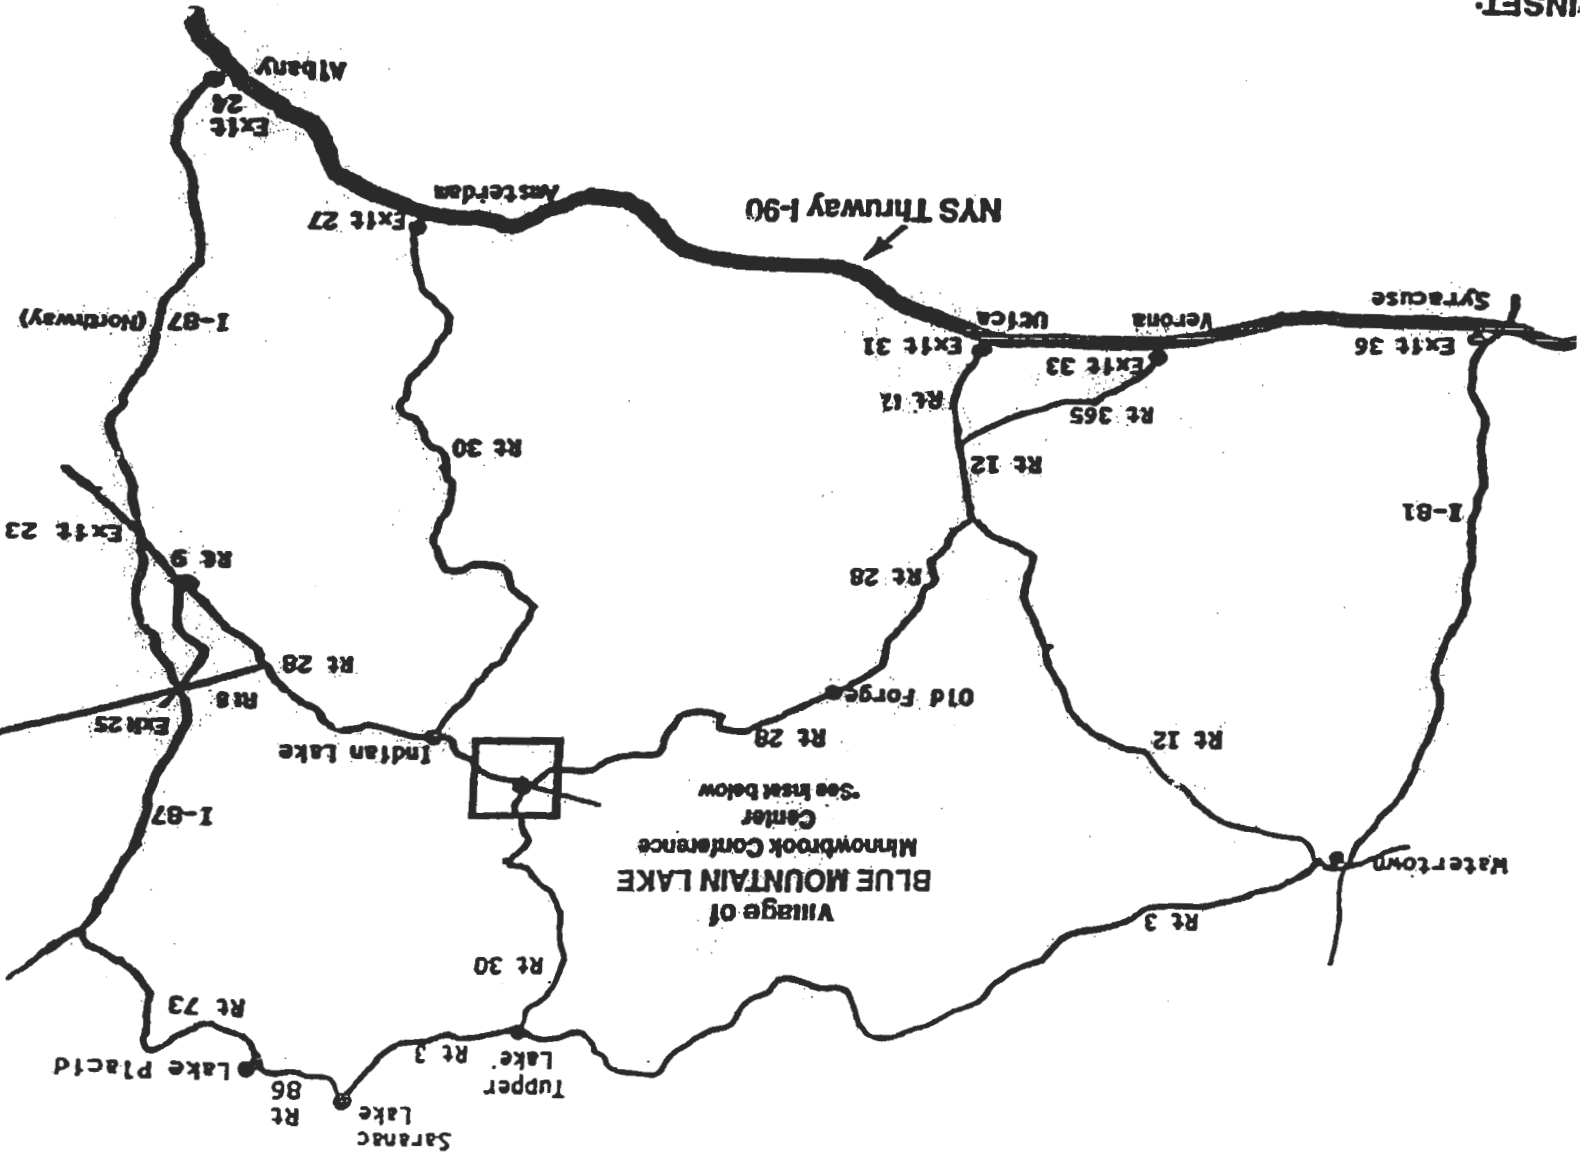 Saranac
Lake
Rt
86
Tupper
Lake
Lake Placid
Rt 3
Rt 73
Rt 30
Rt 3
Village of
BLUE MOUNTAIN LAKE
Minnowbrook Conference
Center
*See inset below
Watertown
I-87
Rt 12
Rt 28
Indian Lake
Exit 25
Rt 8
Old Forge
Rt 28
Rt 28
Rt 9
Exit 23
I-81
Rt 12
Rt 30
Rt 365
Rt 12
Exit 33
Exit 36
Exit 31
Syracuse
Verona
Utica
I-87 (Northway)
NYS Thruway I-90
Exit 27
Amsterdam
Exit
24
Albany
*INSET: